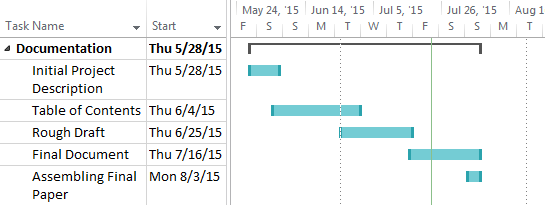 May 24, '15 Jun 14, '15 Jul 5, '15 Jul 26, '15 Aug 1
Task Name Start F S M T W T F S S M T
Documentation Thu 5/28/15
Initial Project Thu 5/28/15
Description
Table of Contents Thu 6/4/15
Rough Draft Thu 6/25/15
Final Document Thu 7/16/15
Assembling Final Mon 8/3/15
Paper